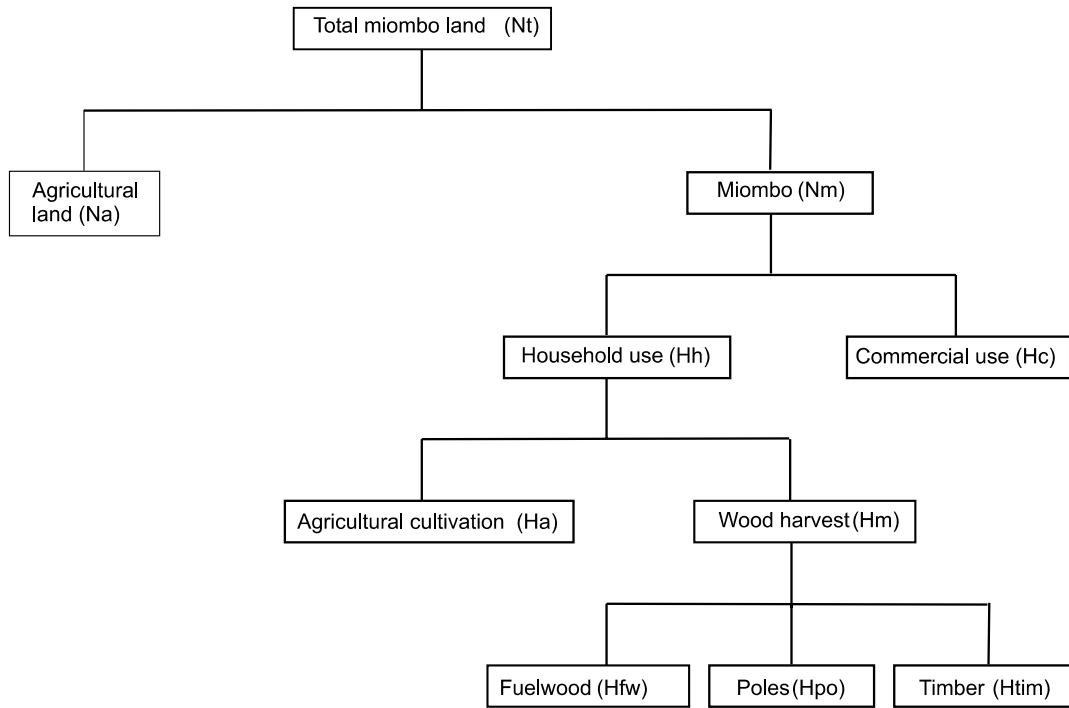 Total miombo land (Nt)
Agricultural
land (Na)
Miombo (Nm)
Household use (Hh)
Commercial use (Hc)
Agricultural cultivation (Ha)
Wood harvest (Hm)
Fuelwood (Hfw)
Poles (Hpo)
Timber (Htim)